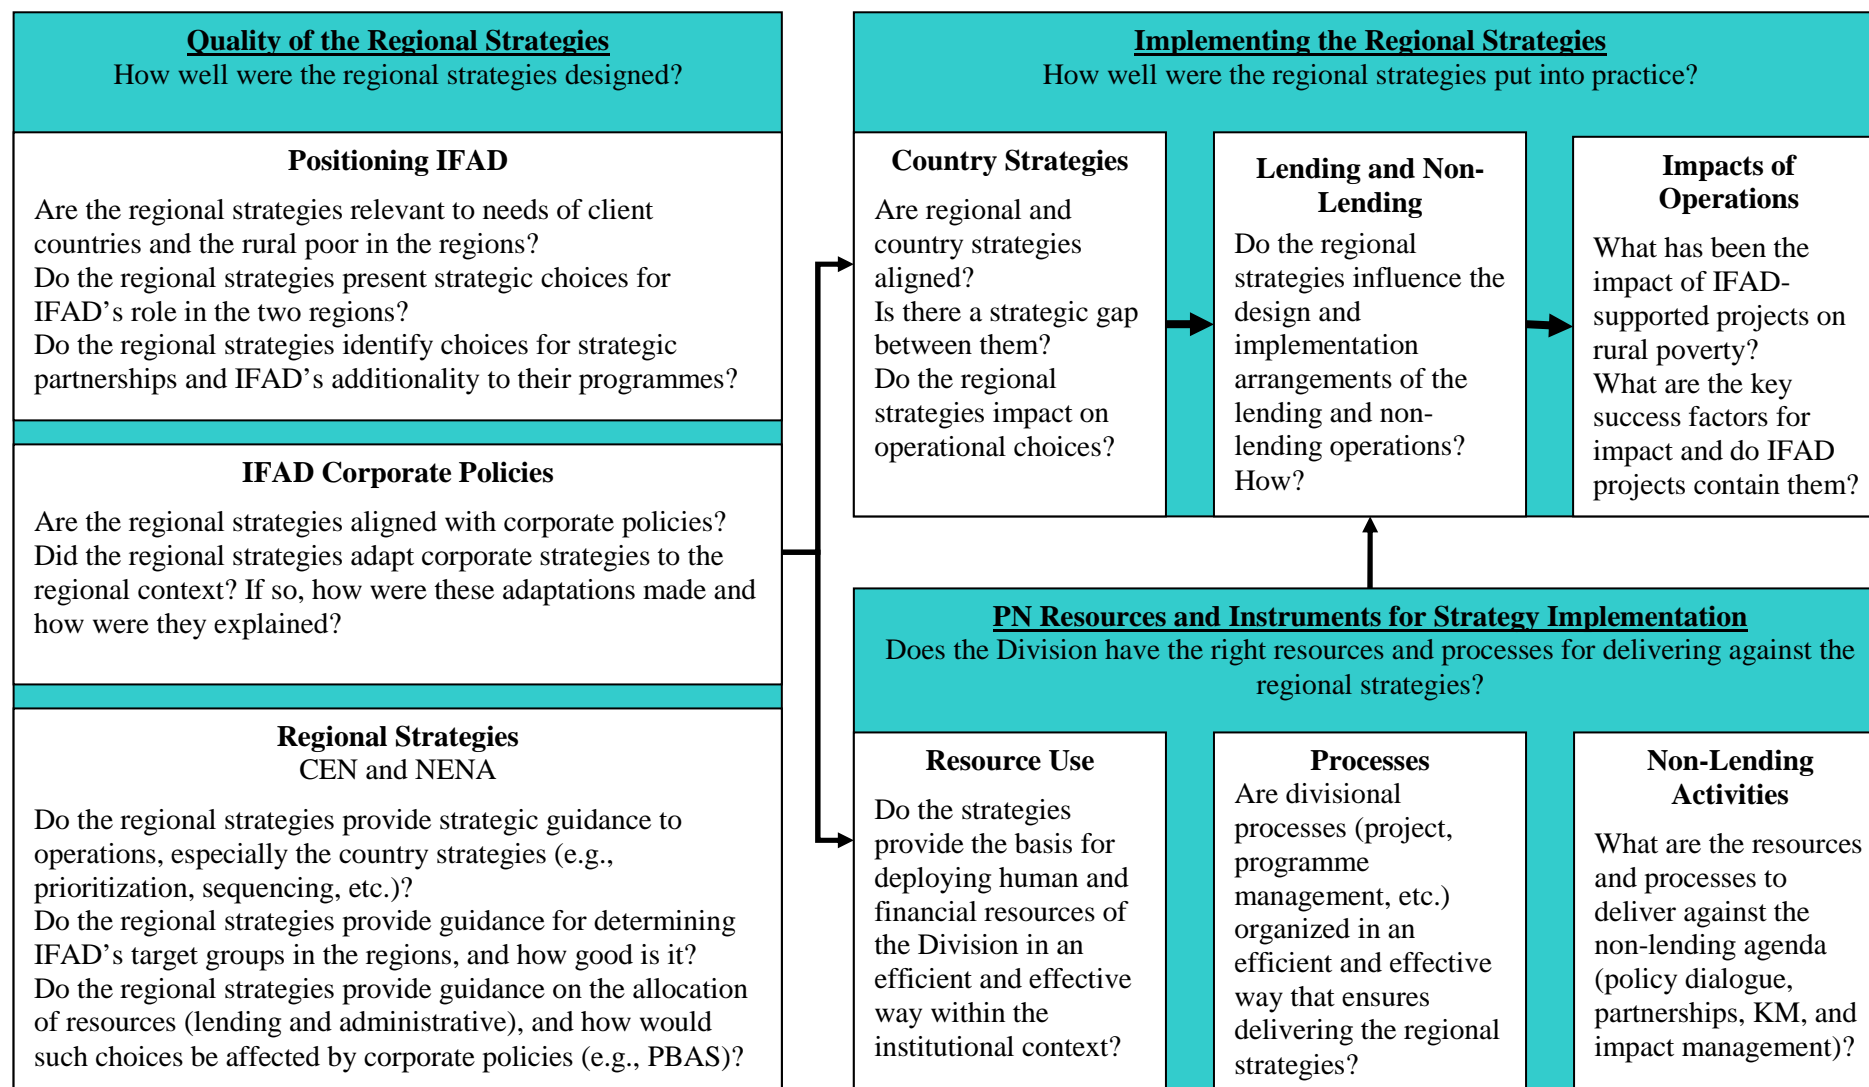 Quality of the Regional Strategies
How well were the regional strategies designed?
Positioning IFAD
Are the regional strategies relevant to needs of client
countries and the rural poor in the regions?
Do the regional strategies present strategic choices for
IFAD’s role in the two regions?
Do the regional strategies identify choices for strategic
partnerships and IFAD’s additionality to their programmes?
IFAD Corporate Policies
Are the regional strategies aligned with corporate policies?
Did the regional strategies adapt corporate strategies to the
regional context? If so, how were these adaptations made and
how were they explained?
Regional Strategies
CEN and NENA
Do the regional strategies provide strategic guidance to
operations, especially the country strategies (e.g.,
prioritization, sequencing, etc.)?
Do the regional strategies provide guidance for determining
IFAD’s target groups in the regions, and how good is it?
Do the regional strategies provide guidance on the allocation
of resources (lending and administrative), and how would
such choices be affected by corporate policies (e.g., PBAS)?
Implementing the Regional Strategies
How well were the regional strategies put into practice?
Country Strategies
Are regional and
country strategies
aligned?
Is there a strategic gap
between them?
Do the regional
strategies impact on
operational choices?
Lending and Non-
Lending
Do the regional
strategies influence the
design and
implementation
arrangements of the
lending and non-
lending operations?
How?
Impacts of
Operations
What has been the
impact of IFAD-
supported projects on
rural poverty?
What are the key
success factors for
impact and do IFAD
projects contain them?
PN Resources and Instruments for Strategy Implementation
Does the Division have the right resources and processes for delivering against the
regional strategies?
Resource Use
Do the strategies
provide the basis for
deploying human and
financial resources of
the Division in an
efficient and effective
way within the
institutional context?
Processes
Are divisional
processes (project,
programme
management, etc.)
organized in an
efficient and effective
way that ensures
delivering the regional
strategies?
Non-Lending
Activities
What are the resources
and processes to
deliver against the
non-lending agenda
(policy dialogue,
partnerships, KM, and
impact management)?